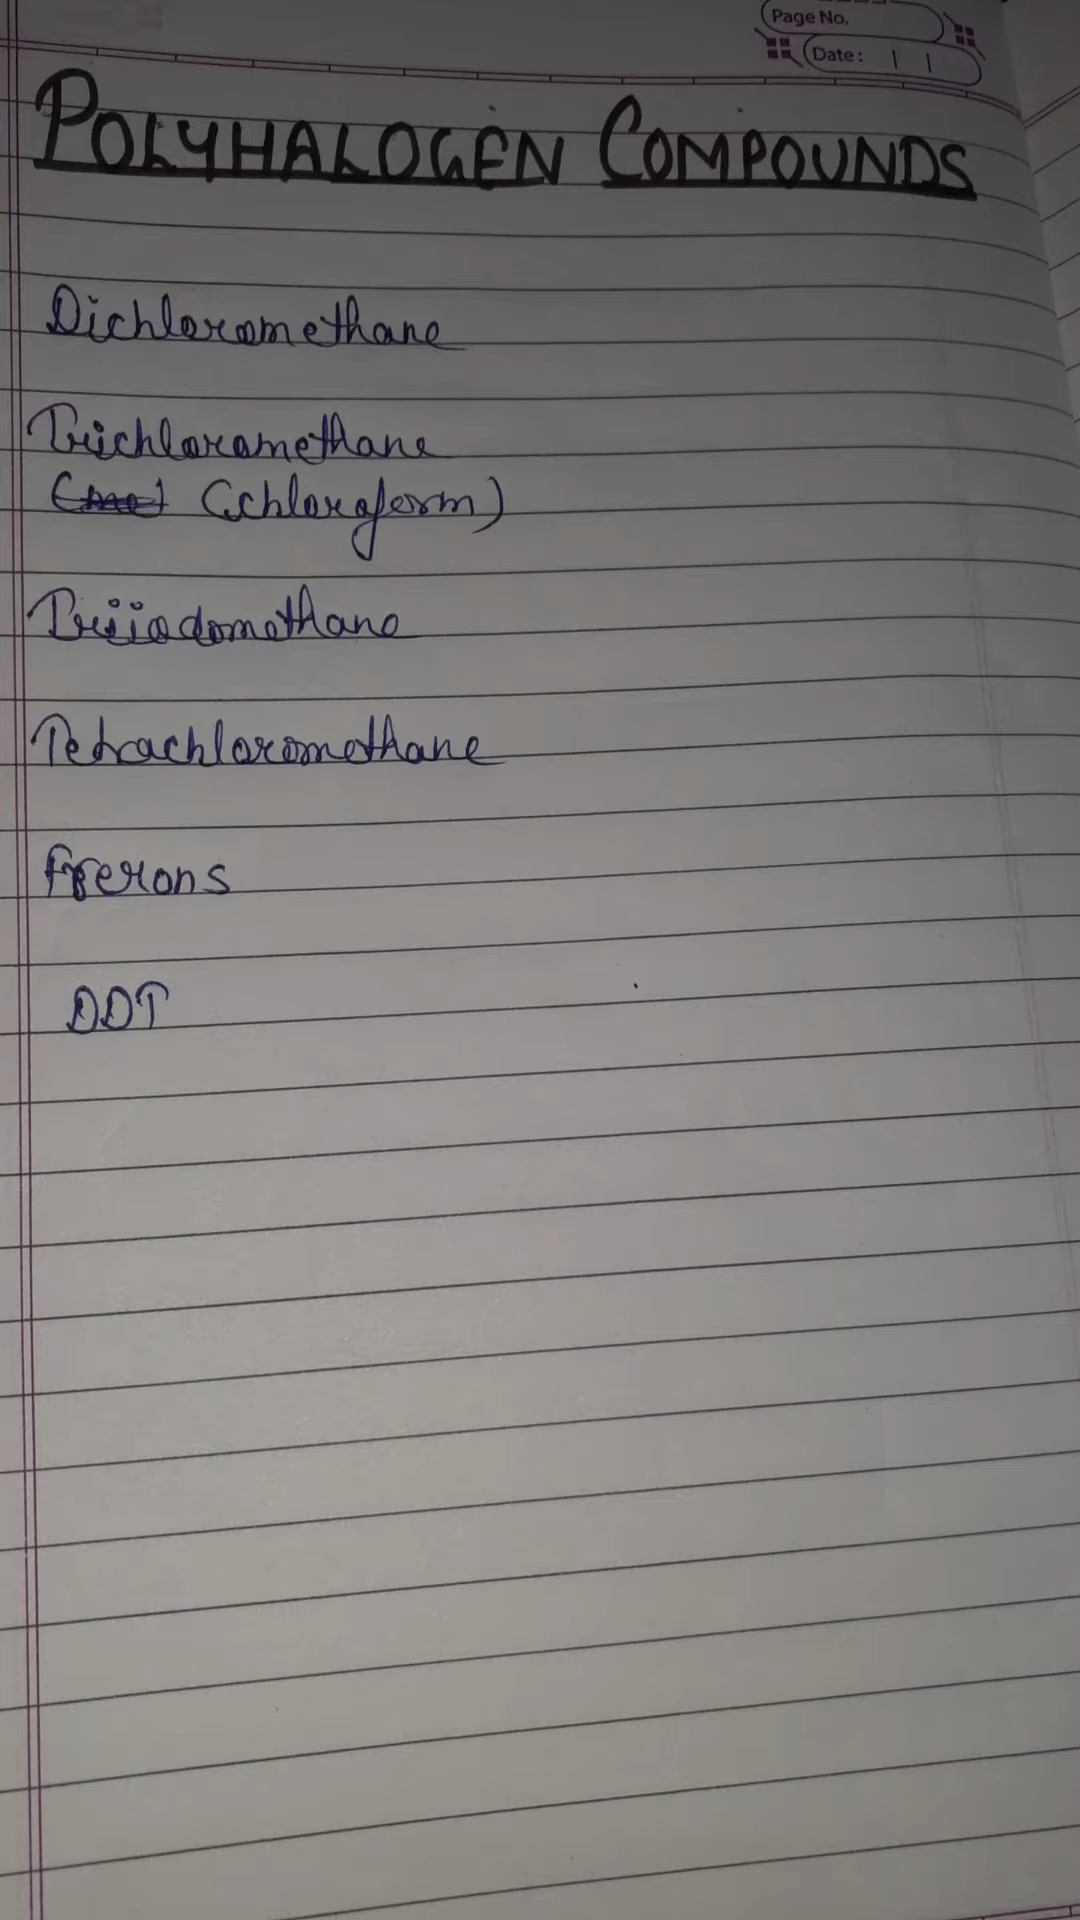 Page No.
Date:
POLYHALOGEN COMPOUNDS
Dichloromethane
Trichloromethane
(chloroform)
Triiodomethane
Tetrachloromethane
Freons
DDT